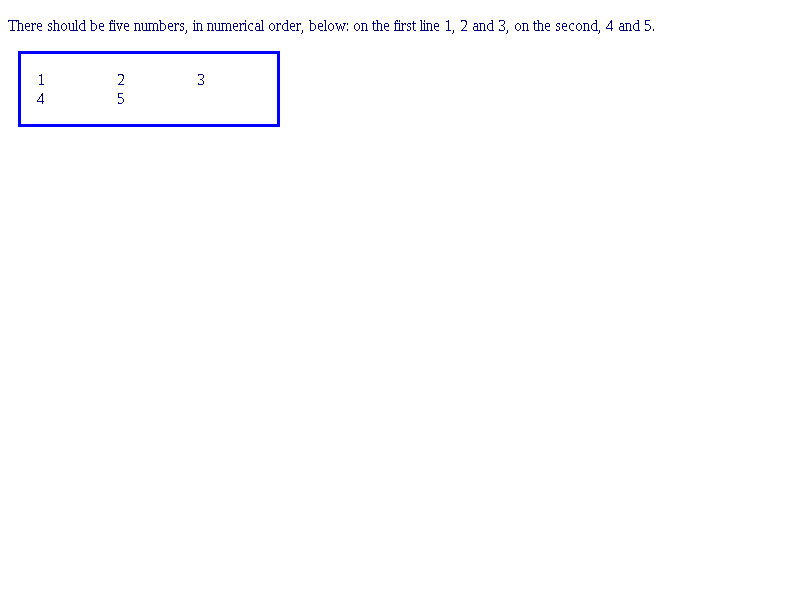 There should be five numbers, in numerical order, below: on the first line 1, 2 and 3, on the second, 4 and 5.
1 2 3
4 5